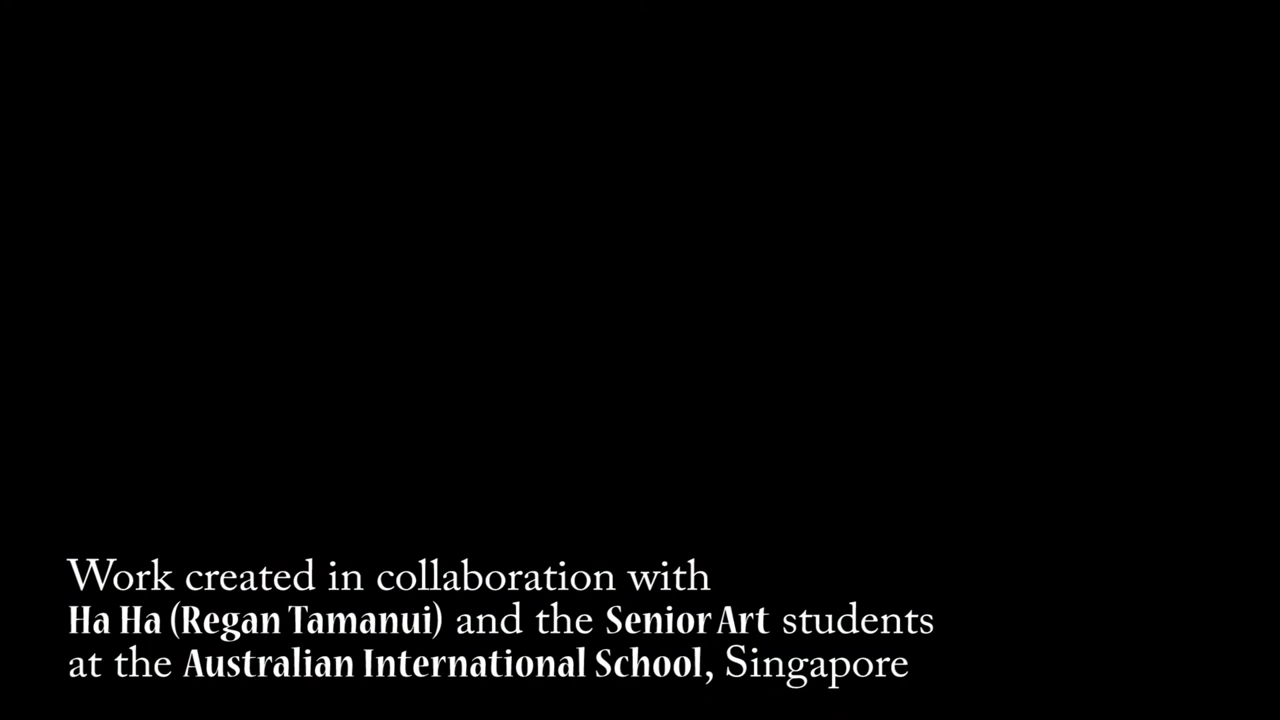 Work created in collaboration with
Ha Ha (Regan Tamanui) and the Senior Art students
at the Australian International School, Singapore